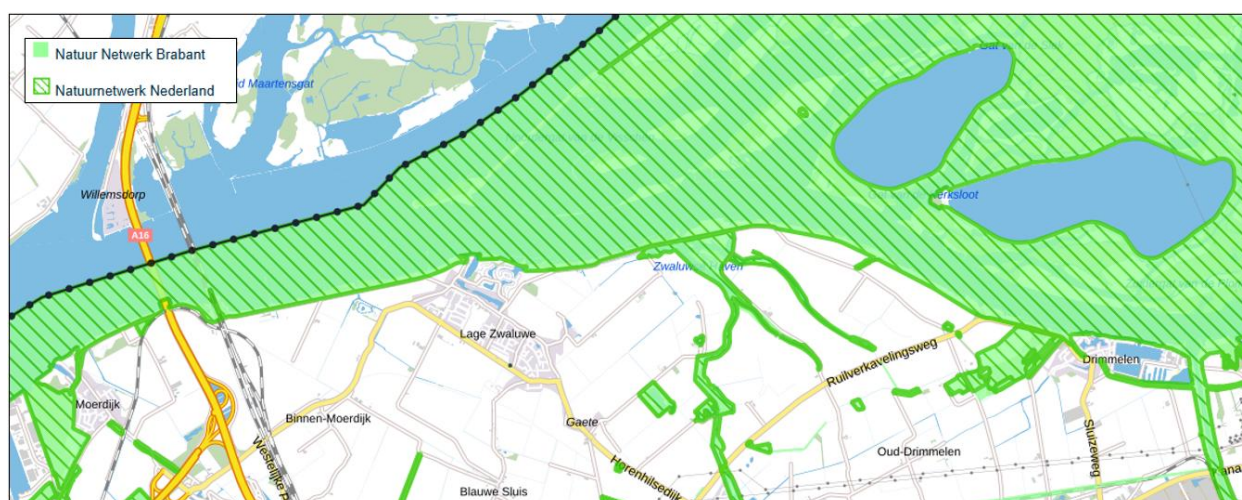 Natuur Netwerk Brabant
Natuurnetwerk Nederland
Maartensgat
Willemsdorp
A16
Lage Zwaluwe
Moerdijk
Binnen-Moerdijk
Gaete
Blauwe Sluis
Ruilverkavelingsweg
Drimmelen
Oud-Drimmelen
Sluizeweg
Horenhilsedijk